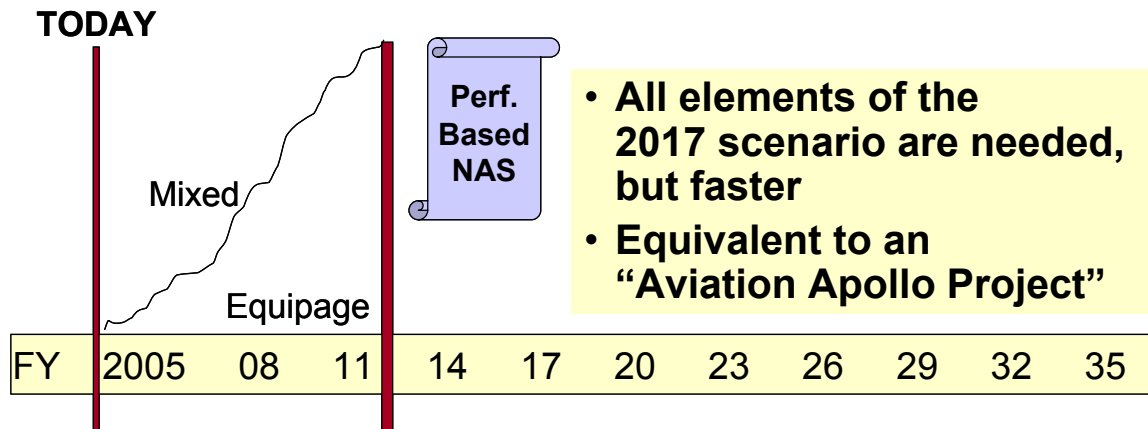 TODAY
Mixed
Equipage
Perf.
Based
NAS
• All elements of the
2017 scenario are needed,
but faster
• Equivalent to an
“Aviation Apollo Project”
FY 2005 08 11 14 17 20 23 26 29 32 35